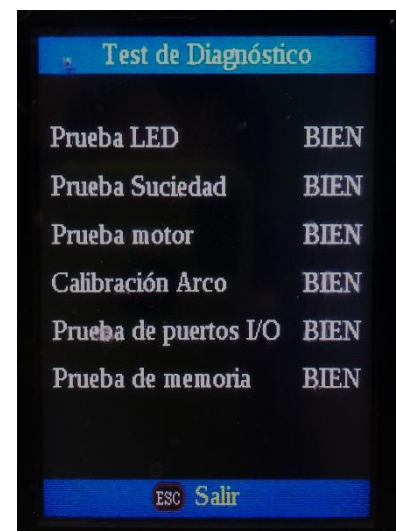 Test de Diagnóstico
Prueba LED BIEN
Prueba Suciedad BIEN
Prueba motor BIEN
Calibración Arco BIEN
Prueba de puertos I/O BIEN
Prueba de memoria BIEN
ESC Salir